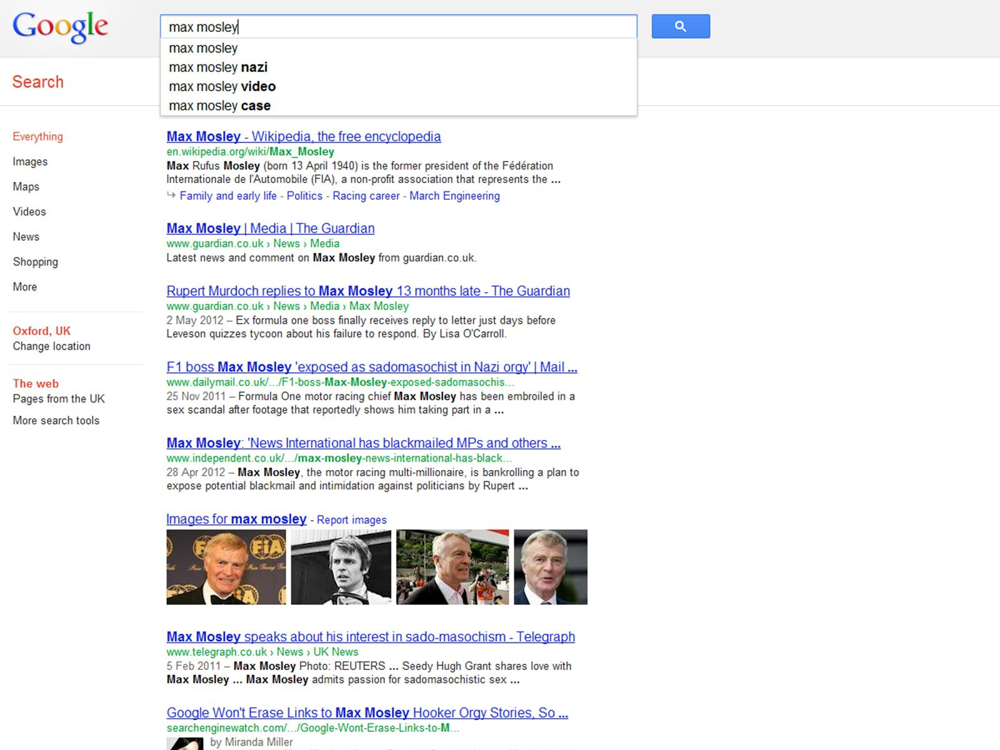 Google
max mosley
max mosley
max mosley nazi
max mosley video
max mosley case
Search
Everything
Images
Maps
Videos
News
Shopping
More
Oxford, UK
Change location
The web
Pages from the UK
More search tools
Max Mosley - Wikipedia, the free encyclopedia
en.wikipedia.org/wiki/Max_Mosley
Max Rufus Mosley (born 13 April 1940) is the former president of the Fédération
Internationale de l'Automobile (FIA), a non-profit association that represents the ...
Family and early life - Politics - Racing career - March Engineering
Max Mosley | Media | The Guardian
www.guardian.co.uk › News › Media
Latest news and comment on Max Mosley from guardian.co.uk.
Rupert Murdoch replies to Max Mosley 13 months late - The Guardian
www.guardian.co.uk › News › Media › Max Mosley
2 May 2012 – Ex formula one boss finally receives reply to letter just days before
Leveson quizzes tycoon about his failure to respond. By Lisa O'Carroll.
F1 boss Max Mosley 'exposed as sadomasochist in Nazi orgy' | Mail ...
www.dailymail.co.uk/.../F1-boss-Max-Mosley-exposed-sadomasochis...
25 Nov 2011 – Formula One motor racing chief Max Mosley has been embroiled in a
sex scandal after footage that reportedly shows him taking part in a ...
Max Mosley: 'News International has blackmailed MPs and others ...
www.independent.co.uk/.../max-mosley-news-international-has-black...
28 Apr 2012 – Max Mosley, the motor racing multi-millionaire, is bankrolling a plan to
expose potential blackmail and intimidation against politicians by Rupert ...
Images for max mosley - Report images
FiA
Max Mosley speaks about his interest in sado-masochism - Telegraph
www.telegraph.co.uk › News › UK News
5 Feb 2011 – Max Mosley Photo: REUTERS ... Seedy Hugh Grant shares love with
Max Mosley ... Max Mosley admits passion for sadomasochistic sex ...
Google Won't Erase Links to Max Mosley Hooker Orgy Stories, So ...
searchenginewatch.com/.../Google-Wont-Erase-Links-to-M...
by Miranda Miller